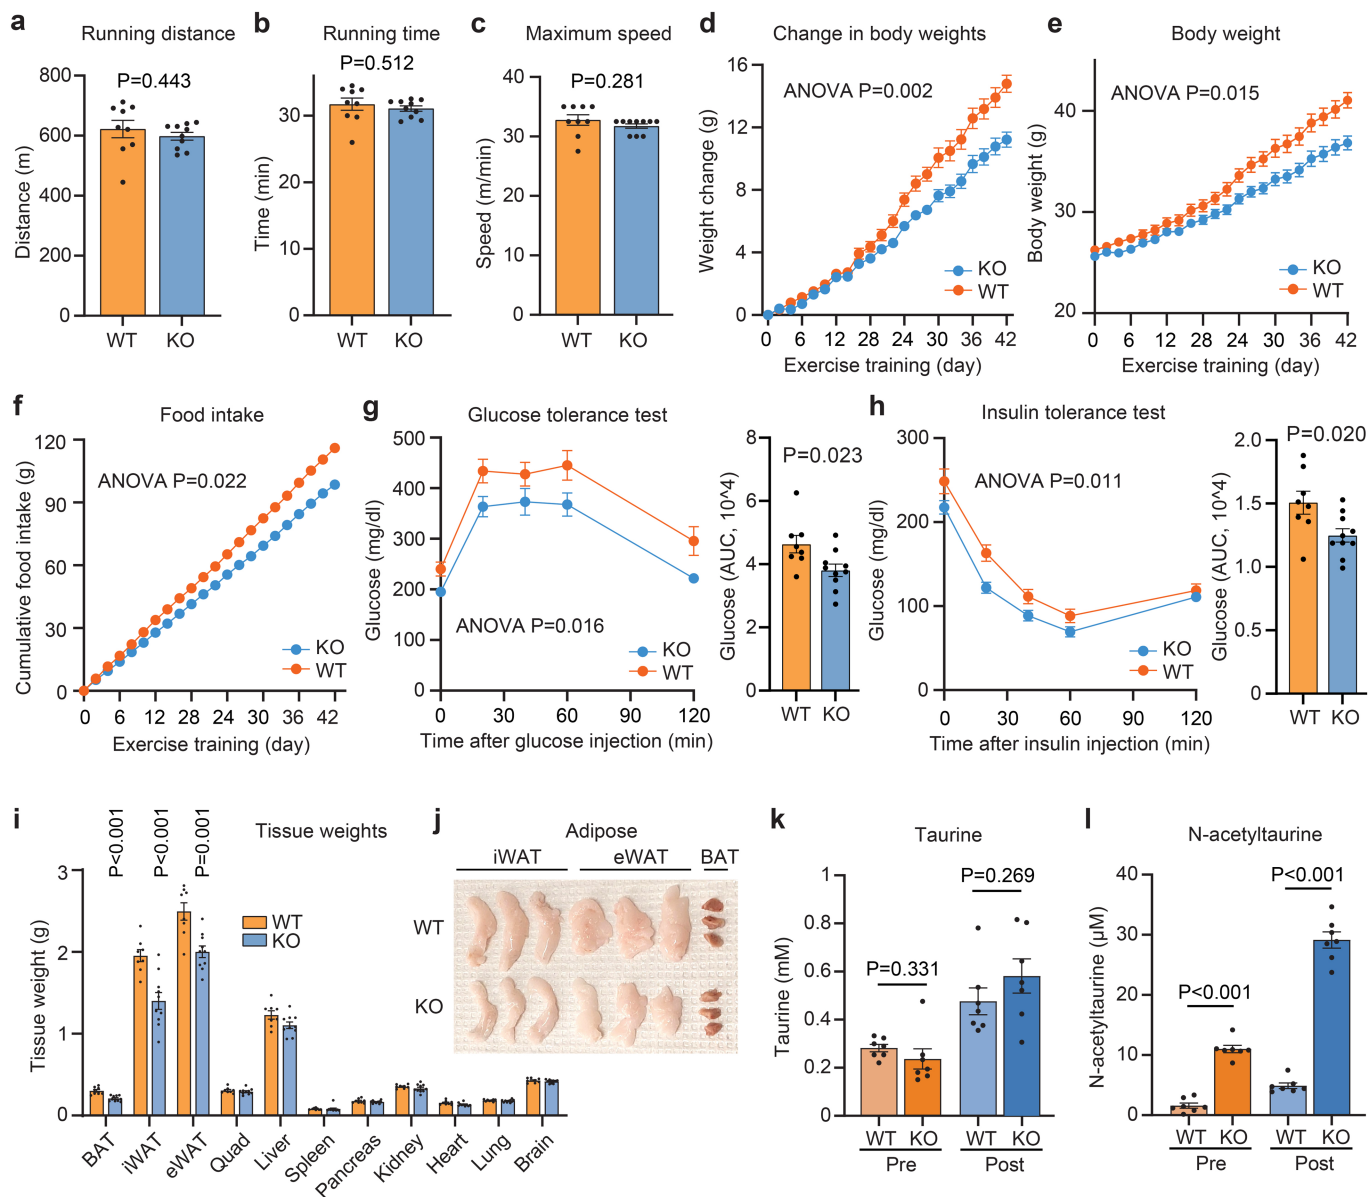 a
Running distance
P=0.443
Distance (m)
800
600
400
200
0
WT KO
b
Running time
P=0.512
Time (min)
30
20
10
0
WT KO
c
Maximum speed
P=0.281
Speed (m/min)
40
30
20
10
0
WT KO
d
Change in body weights
ANOVA P=0.002
Weight change (g)
16
12
8
4
0
KO
WT
0 6 12 18 24 30 36 42
Exercise training (day)
e
Body weight
ANOVA P=0.015
Body weight (g)
40
30
20
KO
WT
0 6 12 18 24 30 36 42
Exercise training (day)
f
Food intake
ANOVA P=0.022
Cumulative food intake (g)
120
90
60
30
0
KO
WT
0 6 12 18 24 30 36 42
Exercise training (day)
g
Glucose tolerance test
ANOVA P=0.016
Glucose (mg/dl)
500
400
300
200
100
0
KO
WT
0 30 60 90 120
Time after glucose injection (min)
P=0.023
Glucose (AUC, 10^4)
8
6
4
2
0
WT KO
h
Insulin tolerance test
ANOVA P=0.011
Glucose (mg/dl)
300
200
100
0
KO
WT
0 30 60 90 120
Time after insulin injection (min)
P=0.020
Glucose (AUC, 10^4)
2.0
1.5
1.0
0.5
0
WT KO
i
Tissue weights
P<0.001
P<0.001
P=0.001
Tissue weight (g)
3
2
1
0
WT
KO
BAT iWAT eWAT Quad Liver Spleen Pancreas Kidney Heart Lung Brain
j
Adipose
iWAT eWAT BAT
WT
KO
k
Taurine
P=0.269
P=0.331
Taurine (mM)
1
0.8
0.6
0.4
0.2
0
WT KO WT KO
Pre Post
l
N-acetyltaurine
P<0.001
P<0.001
N-acetyltaurine (µM)
40
30
20
10
0
WT KO WT KO
Pre Post